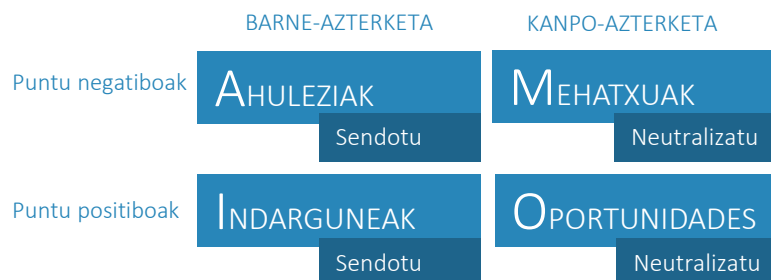 BARNE-AZTERKETA KANPO-AZTERKETA
Puntu negatiboak AHULEZIAK MEHATXUAK
Sendotu Neutralizatu
Puntu positiboak INDARGUNEAK OPORTUNIDADES
Sendotu Neutralizatu